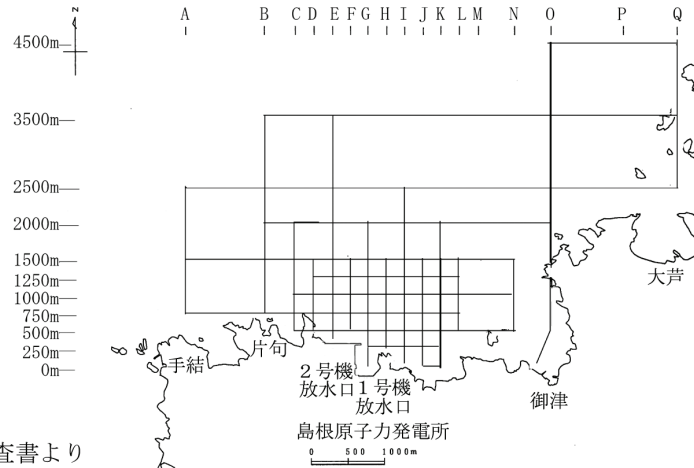 A B C D E F G H I J K L M N O P Q
z
4500m
3500m
2500m
2000m
1500m
1250m
1000m
750m
500m
250m
0m
大芦
手結
片句
御津
2号機
放水口
1号機
放水口
島根原子力発電所
0 500 1000m
査書より